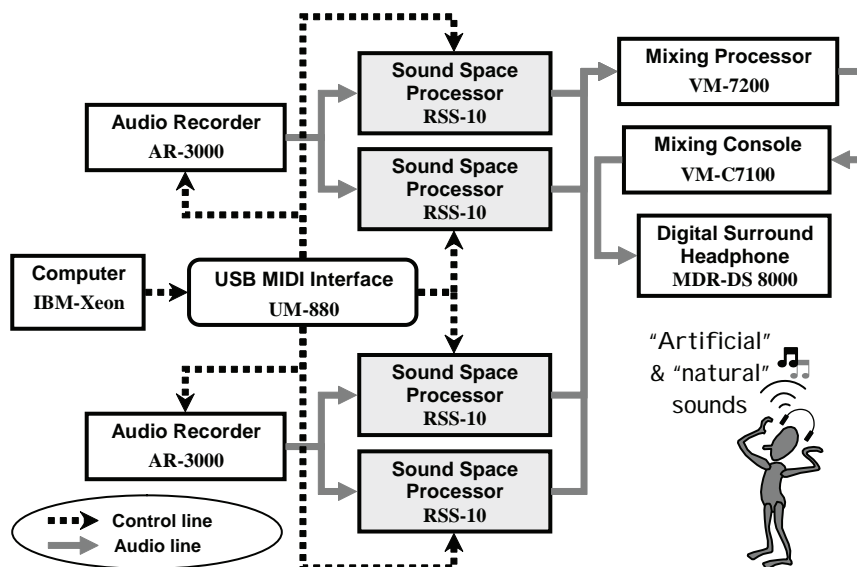 Sound Space
Processor
RSS-10
Mixing Processor
VM-7200
Audio Recorder
AR-3000
Mixing Console
VM-C7100
Sound Space
Processor
RSS-10
Digital Surround
Headphone
MDR-DS 8000
Computer
IBM-Xeon
USB MIDI Interface
UM-880
"Artificial"
& "natural"
sounds
Sound Space
Processor
RSS-10
Audio Recorder
AR-3000
Sound Space
Processor
RSS-10
Control line
Audio line